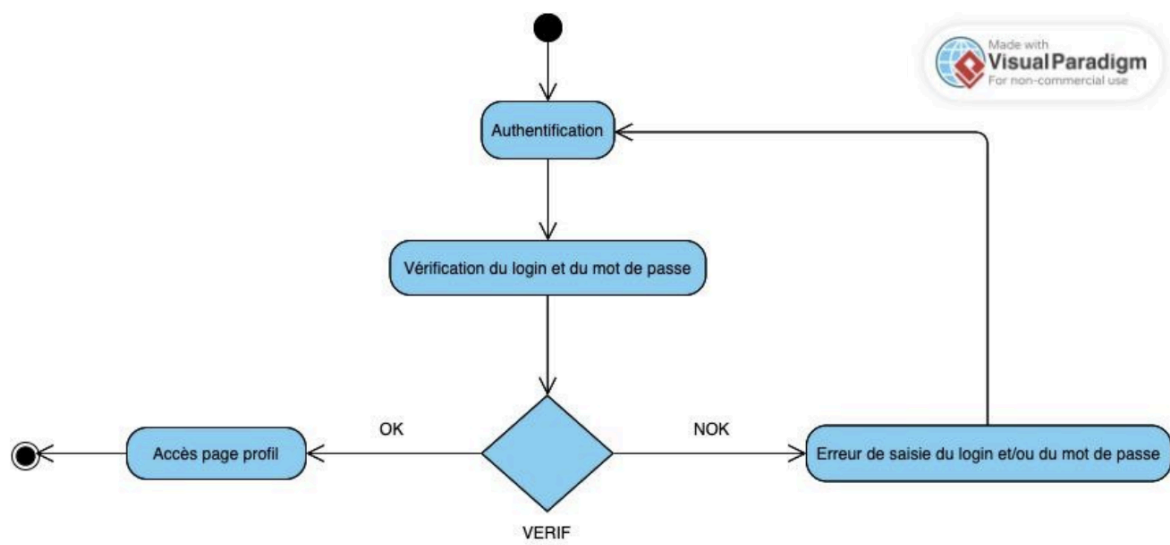 Made with
Visual Paradigm
For non-commercial use
Authentification
Vérification du login et du mot de passe
OK
NOK
Accès page profil
Erreur de saisie du login et/ou du mot de passe
VERIF